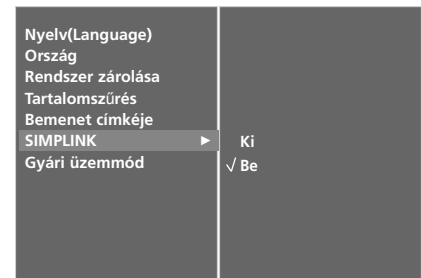 Nyelv(Language)
Ország
Rendszer zárolása
Tartalomszűrés
Bemenet címkéje
SIMPLINK ►
Gyári üzemmód
Ki
√ Be